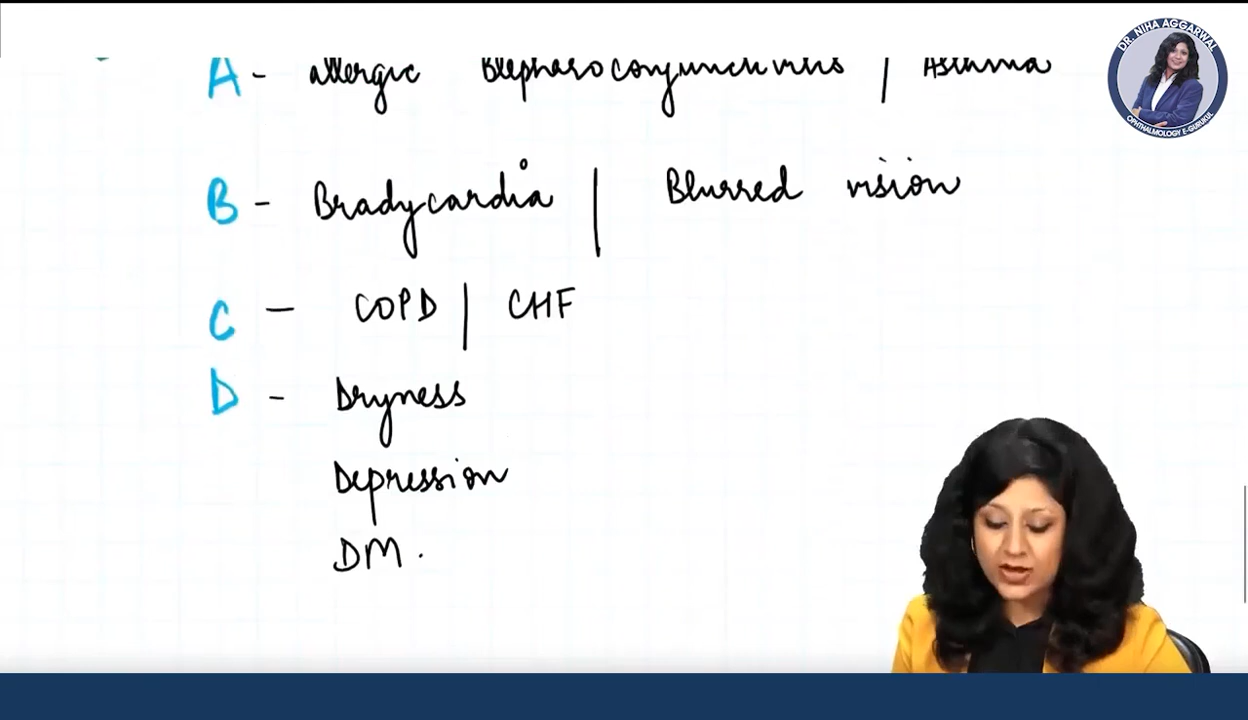 DR. NIHA AGGARWAL
OPHTHALMOLOGY E-GURUKUL
A - allergic Blepharoconjunctivitis | Asthma
B - Bradycardia | Blurred vision
C - COPD | CHF
D - Dryness
Depression
DM.